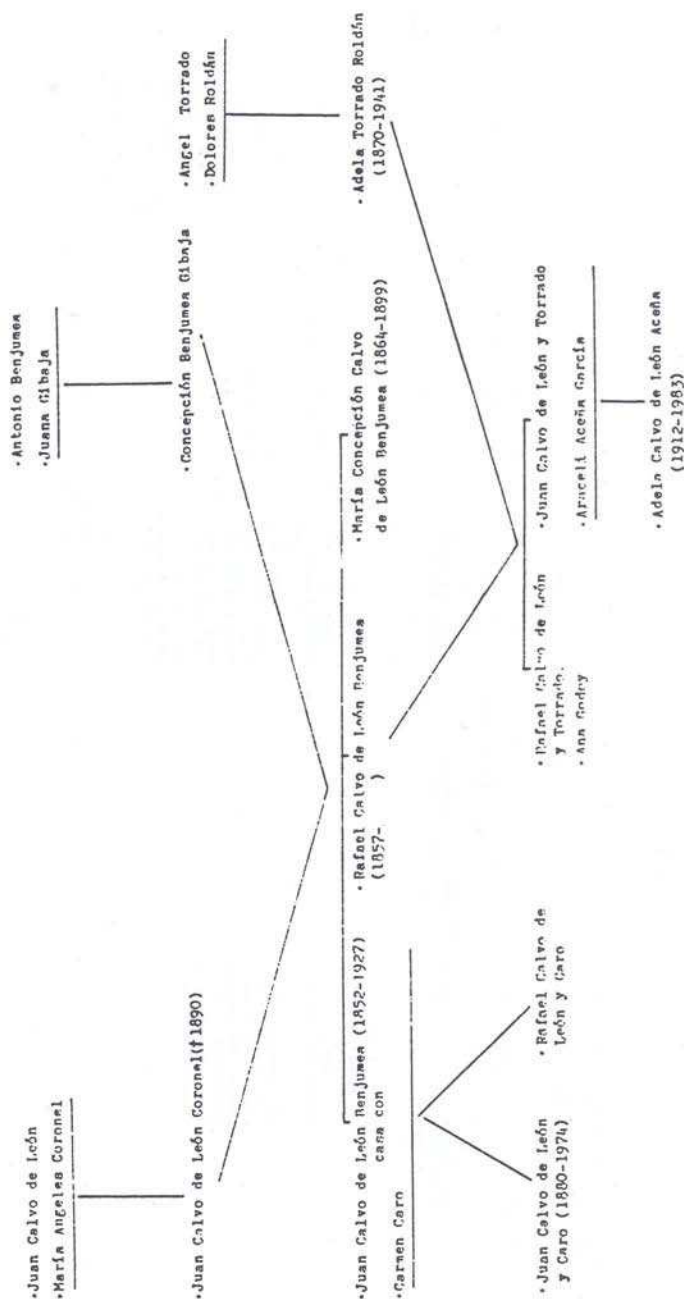 ·Juan Calvo de León
·María Angeles Coronel
·Antonio Benjumea
·Juana Gibaja
·Juan Calvo de León Coronel(†1890)
·Concepción Benjumea Gibaja
·Angel Torrado
·Dolores Roldán
·Juan Calvo de León Benjumea (1852-1927)
casa con
·Carmen Caro
·Rafael Calvo de León Benjumea
(1857-    )
·María Concepción Calvo
de León Benjumea (1864-1899)
·Adela Torrado Roldán
(1870-1941)
·Juan Calvo de León
y Caro (1880-1974)
·Rafael Calvo de
León y Caro
·Rafael Calvo de León
y Torrado.
·Ana Godoy
·Juan Calvo de León y Torrado
·Araceli Aceña García
·Adela Calvo de León Aceña
(1912-1983)